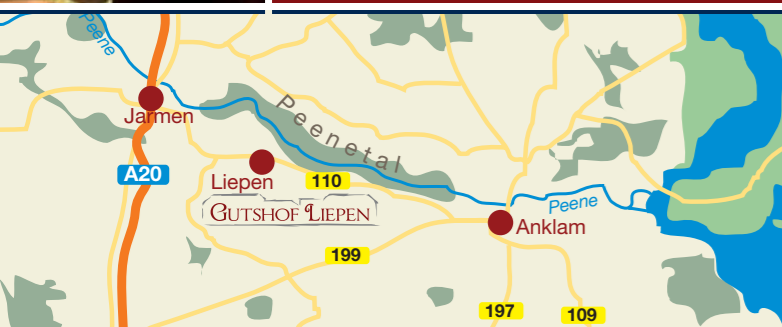 Peene
Jarmen
Peenetal
A20
Liepen
110
GUTSHOF LIEPEN
Peene
Anklam
199
197
109